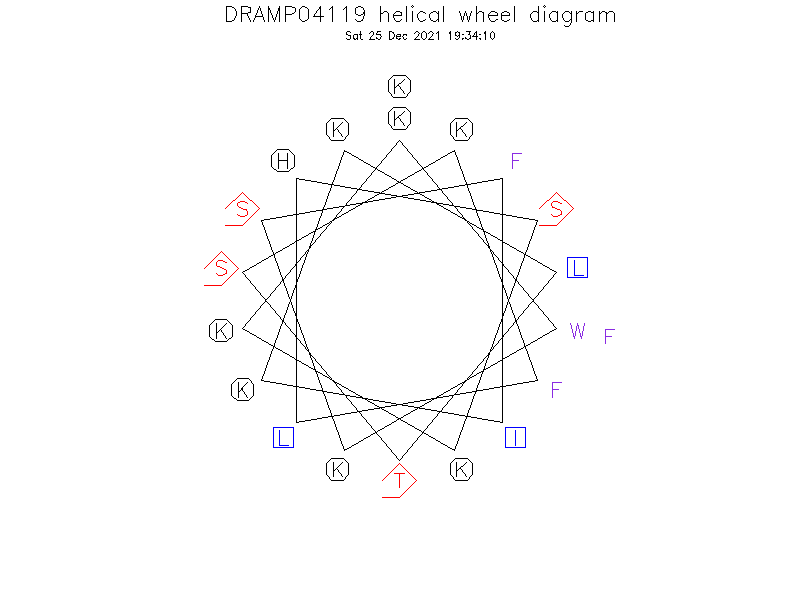 DRAMP04119 helical wheel diagram
Sat 25 Dec 2021 19:34:10
K
K
K K
H F
S S
S L
K W F
K F
L I
K K
T